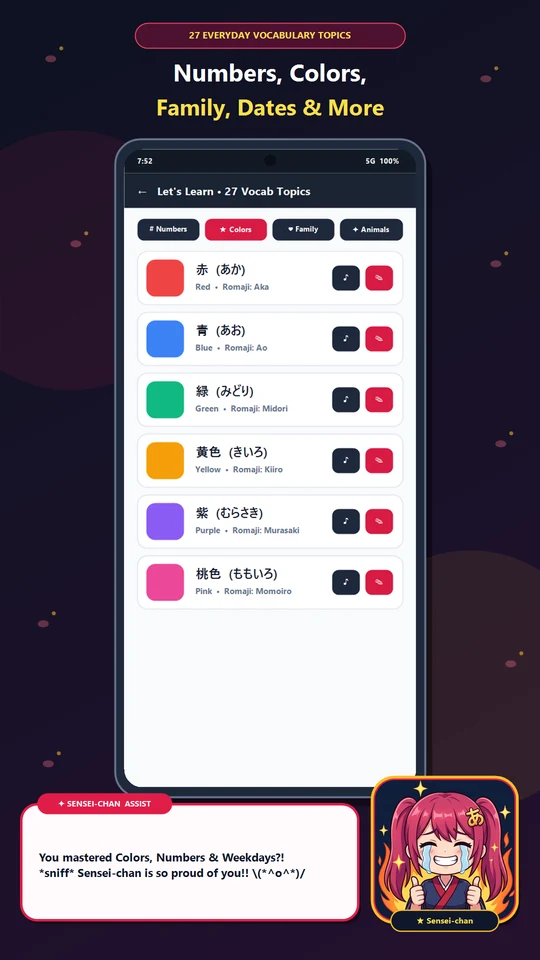 27 EVERYDAY VOCABULARY TOPICS
Numbers, Colors,
Family, Dates & More
7:52
5G 100%
← Let's Learn • 27 Vocab Topics
# Numbers
★ Colors
♥ Family
✦ Animals
赤 (あか)
Red • Romaji: Aka
青 (あお)
Blue • Romaji: Ao
緑 (みどり)
Green • Romaji: Midori
黄色 (きいろ)
Yellow • Romaji: Kiiro
紫 (むらさき)
Purple • Romaji: Murasaki
桃色 (ももいろ)
Pink • Romaji: Momoiro
✦ SENSEI-CHAN ASSIST
You mastered Colors, Numbers & Weekdays?!
*sniff* Sensei-chan is so proud of you!! \(*^o^*)/
あ
★ Sensei-chan